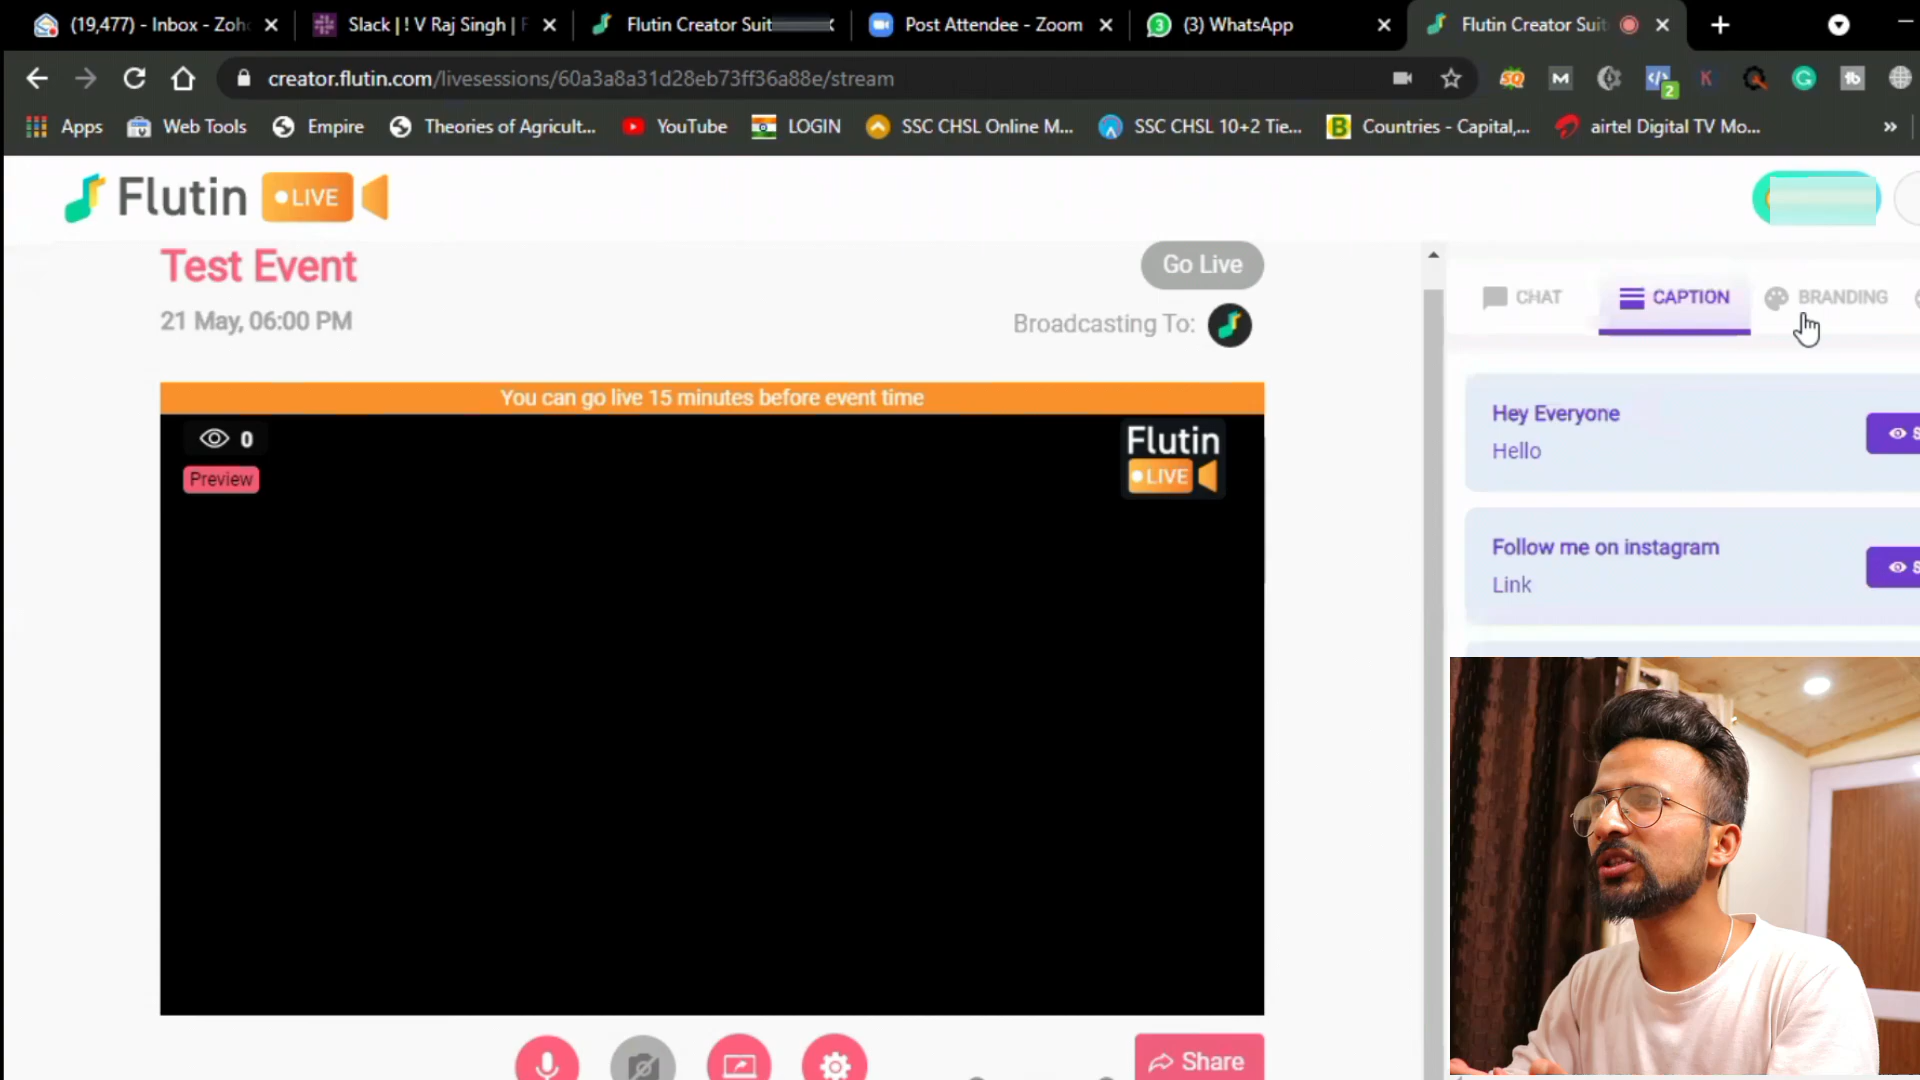 (19,477) - Inbox - Zoho
Slack | ! V Raj Singh | F
Flutin Creator Suit
Post Attendee - Zoom
3 (3) WhatsApp
Flutin Creator Suit
creator.flutin.com/livesessions/60a3a8a31d28eb73ff36a88e/stream
2
Apps
Web Tools
Empire
Theories of Agricult...
YouTube
LOGIN
SSC CHSL Online M...
SSC CHSL 10+2 Tie...
Countries - Capital,...
airtel Digital TV Mo...
Flutin LIVE
Test Event
Go Live
21 May, 06:00 PM
Broadcasting To:
CHAT
CAPTION
BRANDING
You can go live 15 minutes before event time
0
Preview
Flutin
LIVE
Hey Everyone
Hello
Follow me on instagram
Link
Share